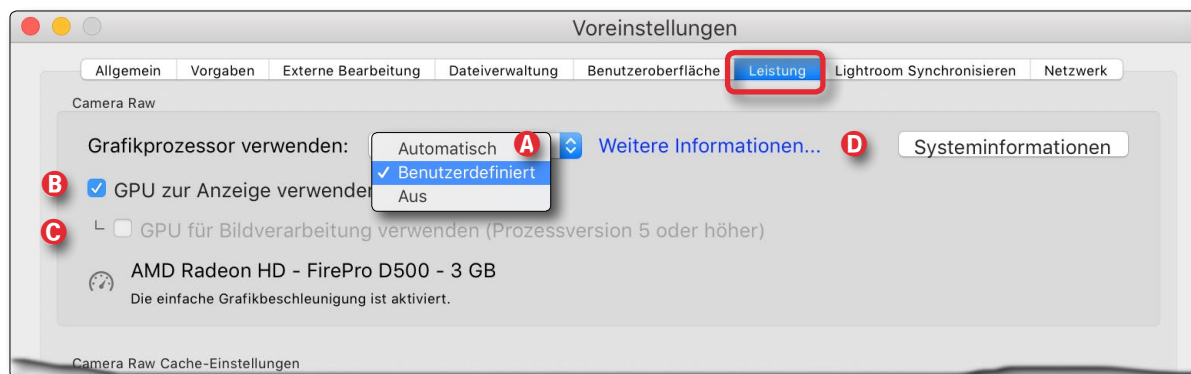 Voreinstellungen
Allgemein Vorgaben Externe Bearbeitung Dateiverwaltung Benutzeroberfläche Leistung Lightroom Synchronisieren Netzwerk
Camera Raw
Grafikprozessor verwenden: Automatisch A Weitere Informationen... D Systeminformationen
✓ Benutzerdefiniert
B GPU zur Anzeige verwenden
Aus
C GPU für Bildverarbeitung verwenden (Prozessversion 5 oder höher)
AMD Radeon HD - FirePro D500 - 3 GB
Die einfache Grafikbeschleunigung ist aktiviert.
Camera Raw Cache-Einstellungen